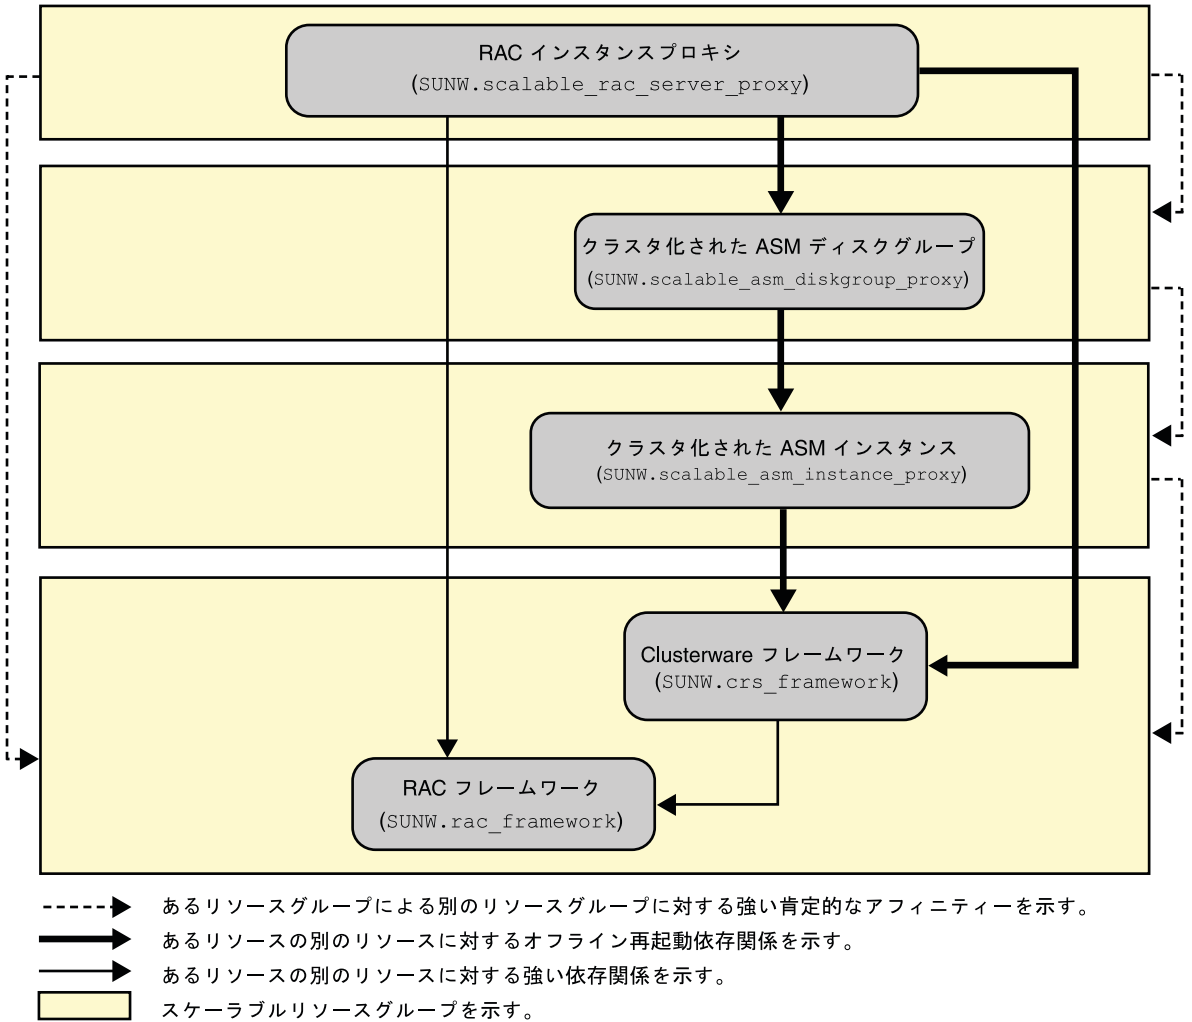 RAC インスタンスプロキシ
(SUNW.scalable_rac_server_proxy)
クラスタ化された ASM ディスクグループ
(SUNW.scalable_asm_diskgroup_proxy)
クラスタ化された ASM インスタンス
(SUNW.scalable_asm_instance_proxy)
Clusterware フレームワーク
(SUNW.crs_framework)
RAC フレームワーク
(SUNW.rac_framework)
あるリソースグループによる別のリソースグループに対する強い肯定的なアフィニティーを示す。
あるリソースの別のリソースに対するオフライン再起動依存関係を示す。
あるリソースの別のリソースに対する強い依存関係を示す。
スケーラブルリソースグループを示す。